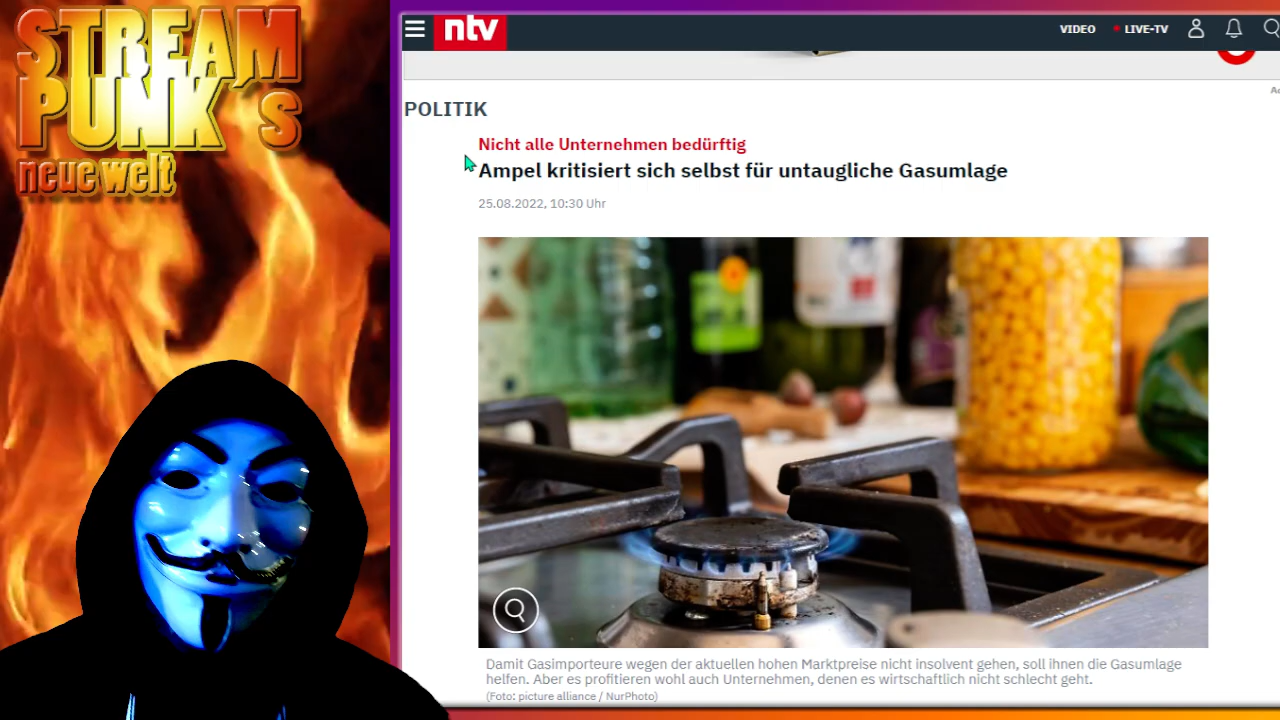 STREAM
PUNK´S
neue welt
ntv
VIDEO
LIVE-TV
POLITIK
Nicht alle Unternehmen bedürftig
Ampel kritisiert sich selbst für untaugliche Gasumlage
25.08.2022, 10:30 Uhr
Damit Gasimporteure wegen der aktuellen hohen Marktpreise nicht insolvent gehen, soll ihnen die Gasumlage
helfen. Aber es profitieren wohl auch Unternehmen, denen es wirtschaftlich nicht schlecht geht.
(Foto: picture alliance / NurPhoto)